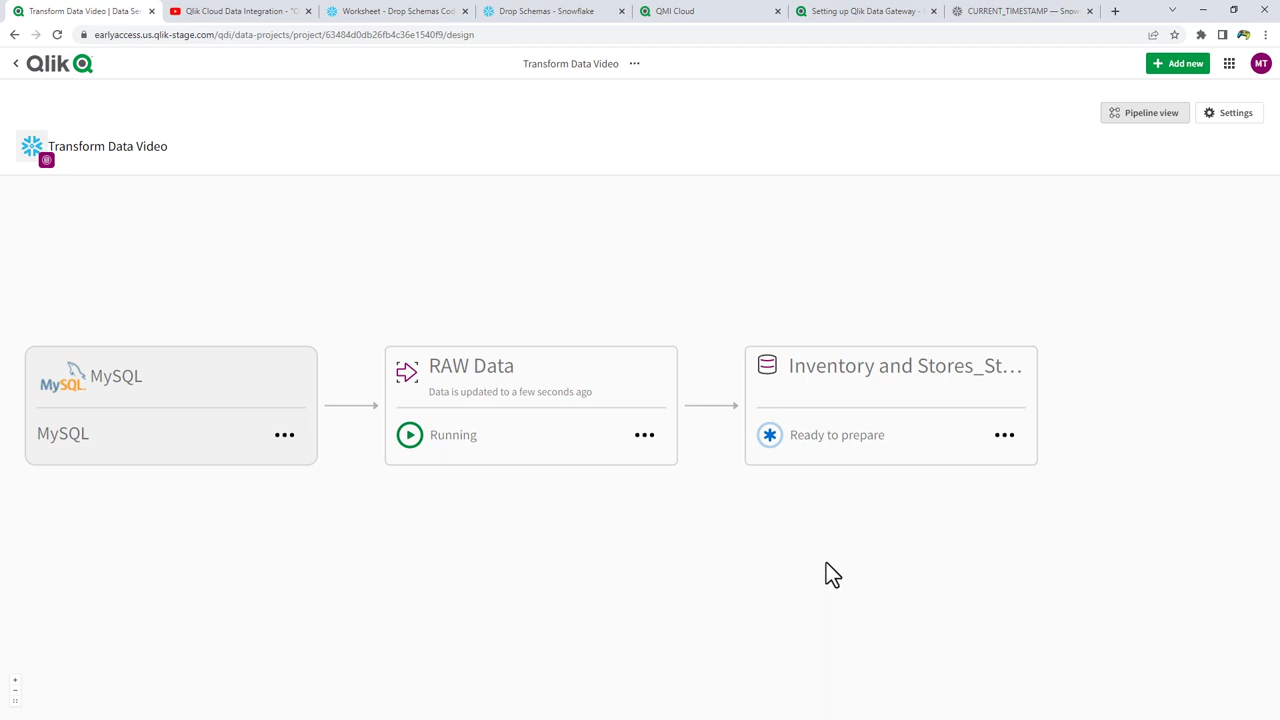 Transform Data Video | Data Se
Qlik Cloud Data Integration - "C
Worksheet - Drop Schemas Cod
Drop Schemas - Snowflake
QMI Cloud
Setting up Qlik Data Gateway -
CURRENT_TIMESTAMP — Snow
earlyaccess.us.qlik-stage.com/qdi/data-projects/project/63484d0db26fb4c36e1540f9/design
Qlik
Transform Data Video
Add new
MT
Pipeline view
Settings
Transform Data Video
MySQL
MySQL
MySQL
RAW Data
Data is updated to a few seconds ago
Running
Inventory and Stores_St...
Ready to prepare